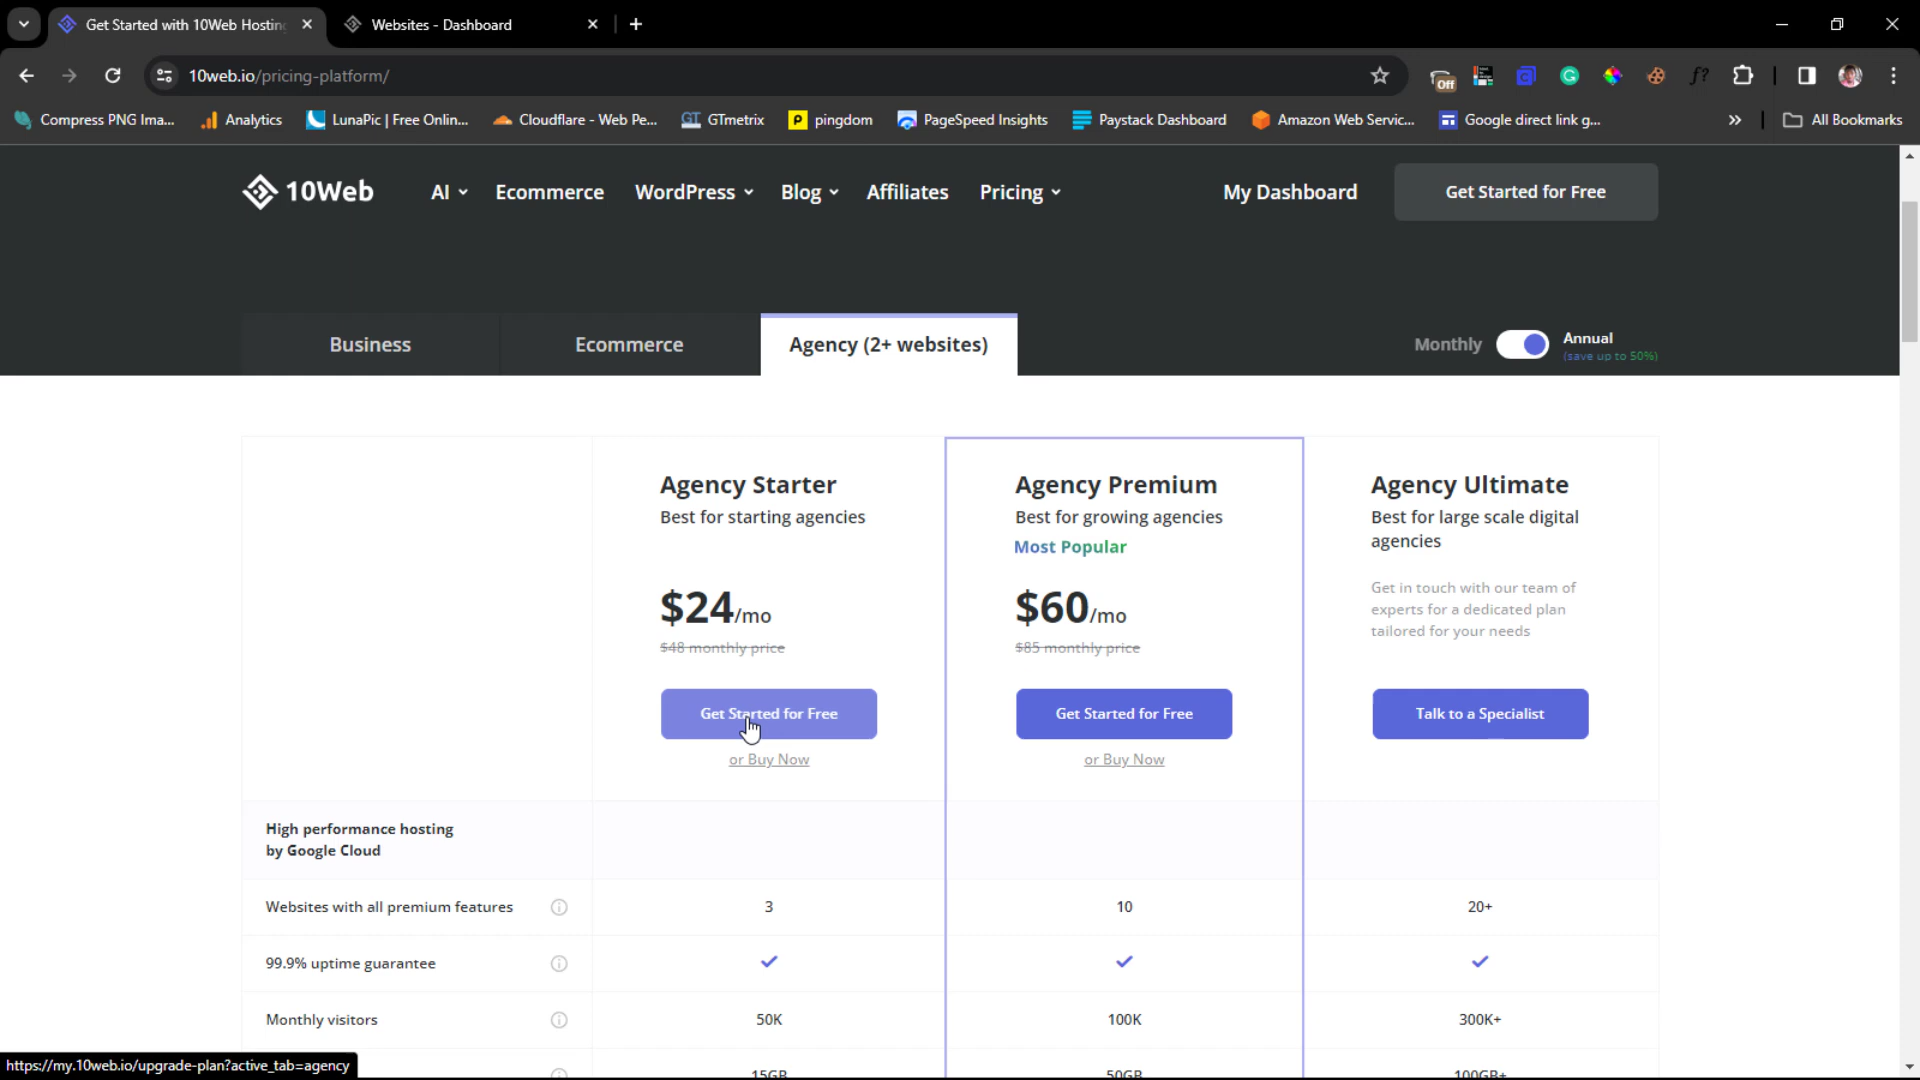 Get Started with 10Web Hostin
Websites - Dashboard
10web.io/pricing-platform/
Off
Compress PNG Ima...
Analytics
LunaPic | Free Onlin...
Cloudflare - Web Pe...
GTmetrix
pingdom
PageSpeed Insights
Paystack Dashboard
Amazon Web Servic...
Google direct link g...
All Bookmarks
10Web
AI
Ecommerce
WordPress
Blog
Affiliates
Pricing
My Dashboard
Get Started for Free
Business
Ecommerce
Agency (2+ websites)
Monthly
Annual
(save up to 50%)
Agency Starter
Best for starting agencies
$24/mo
$48 monthly price
Get Started for Free
or Buy Now
Agency Premium
Best for growing agencies
Most Popular
$60/mo
$85 monthly price
Get Started for Free
or Buy Now
Agency Ultimate
Best for large scale digital
agencies
Get in touch with our team of
experts for a dedicated plan
tailored for your needs
Talk to a Specialist
High performance hosting
by Google Cloud
Websites with all premium features
3
10
20+
99.9% uptime guarantee
Monthly visitors
50K
100K
300K+
15GB
50GB
100GB+
https://my.10web.io/upgrade-plan?active_tab=agency